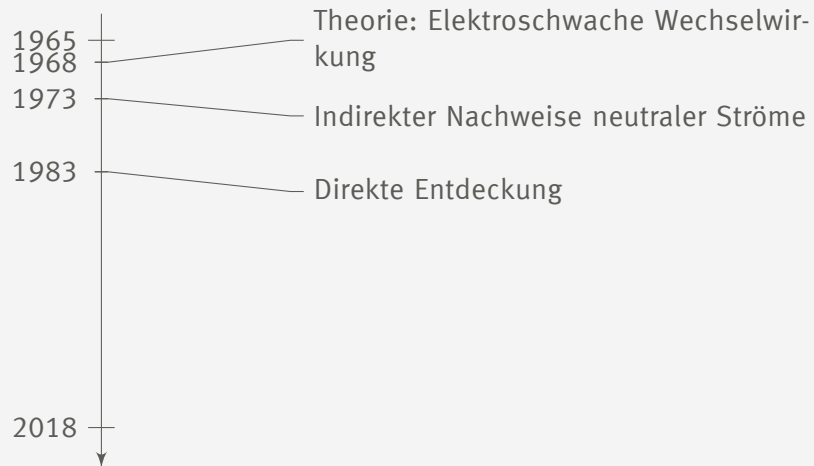 Theorie: Elektroschwache Wechselwir-
kung
1965
1968
1973
Indirekter Nachweise neutraler Ströme
1983
Direkte Entdeckung
2018